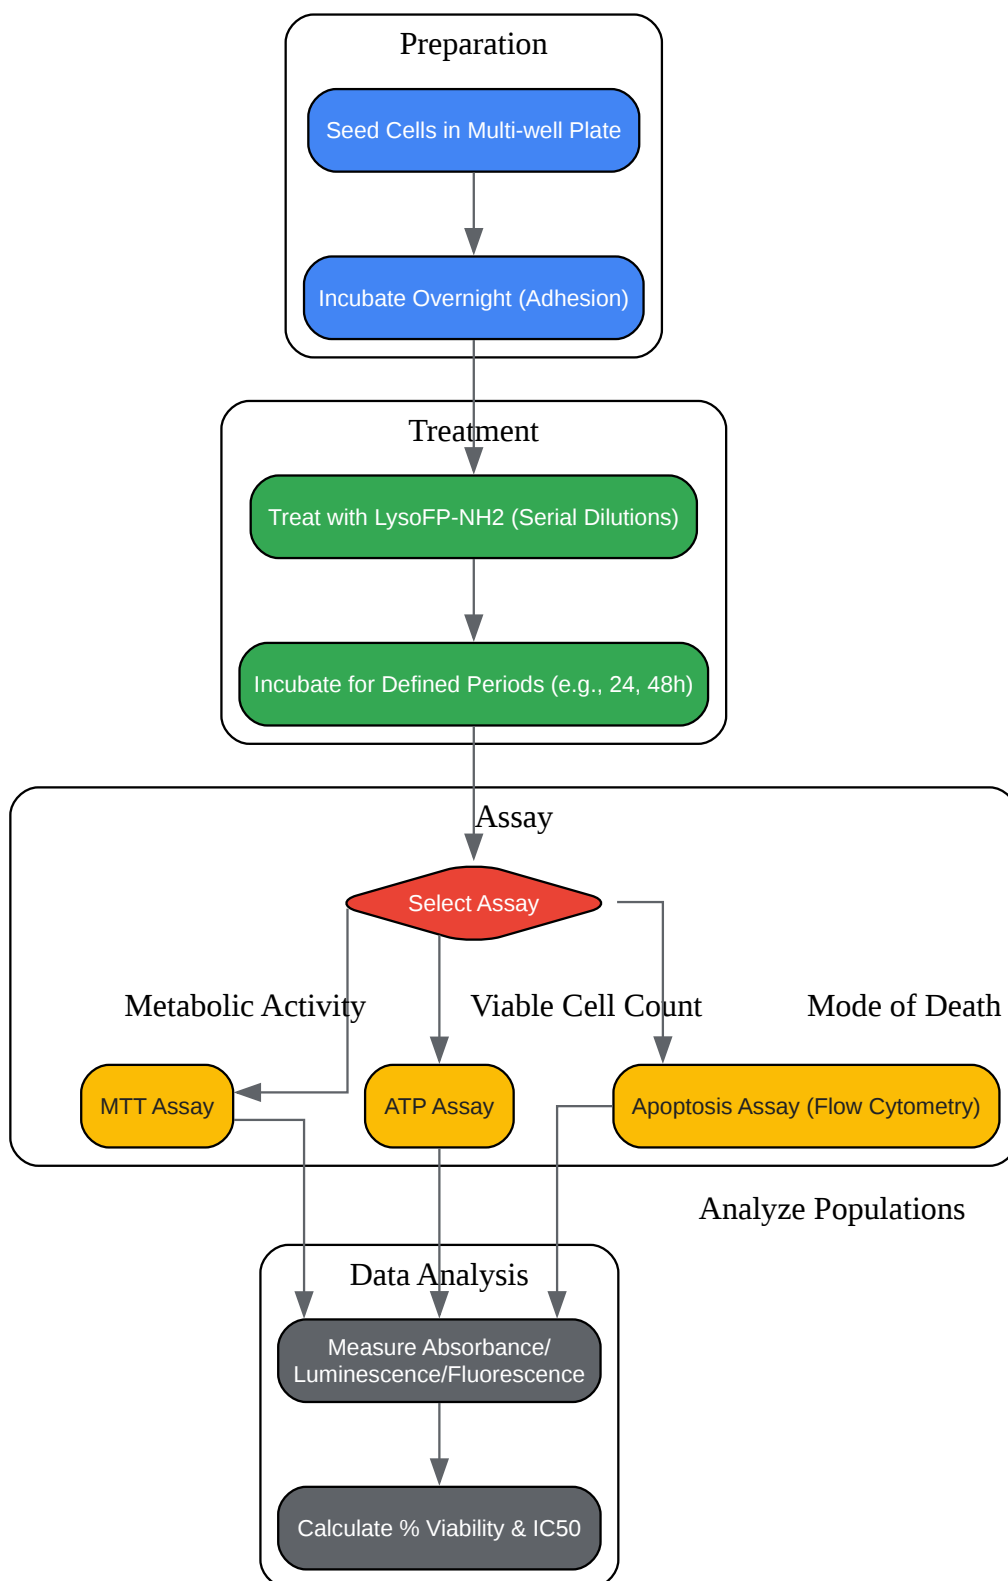 Preparation
Seed Cells in Multi-well Plate
Incubate Overnight (Adhesion)
Treatment
Treat with LysoFP-NH2 (Serial Dilutions)
Incubate for Defined Periods (e.g., 24, 48h)
Assay
Select Assay
Metabolic Activity
Viable Cell Count
Mode of Death
MTT Assay
ATP Assay
Apoptosis Assay (Flow Cytometry)
Analyze Populations
Data Analysis
Measure Absorbance/
Luminescence/Fluorescence
Calculate % Viability & IC50